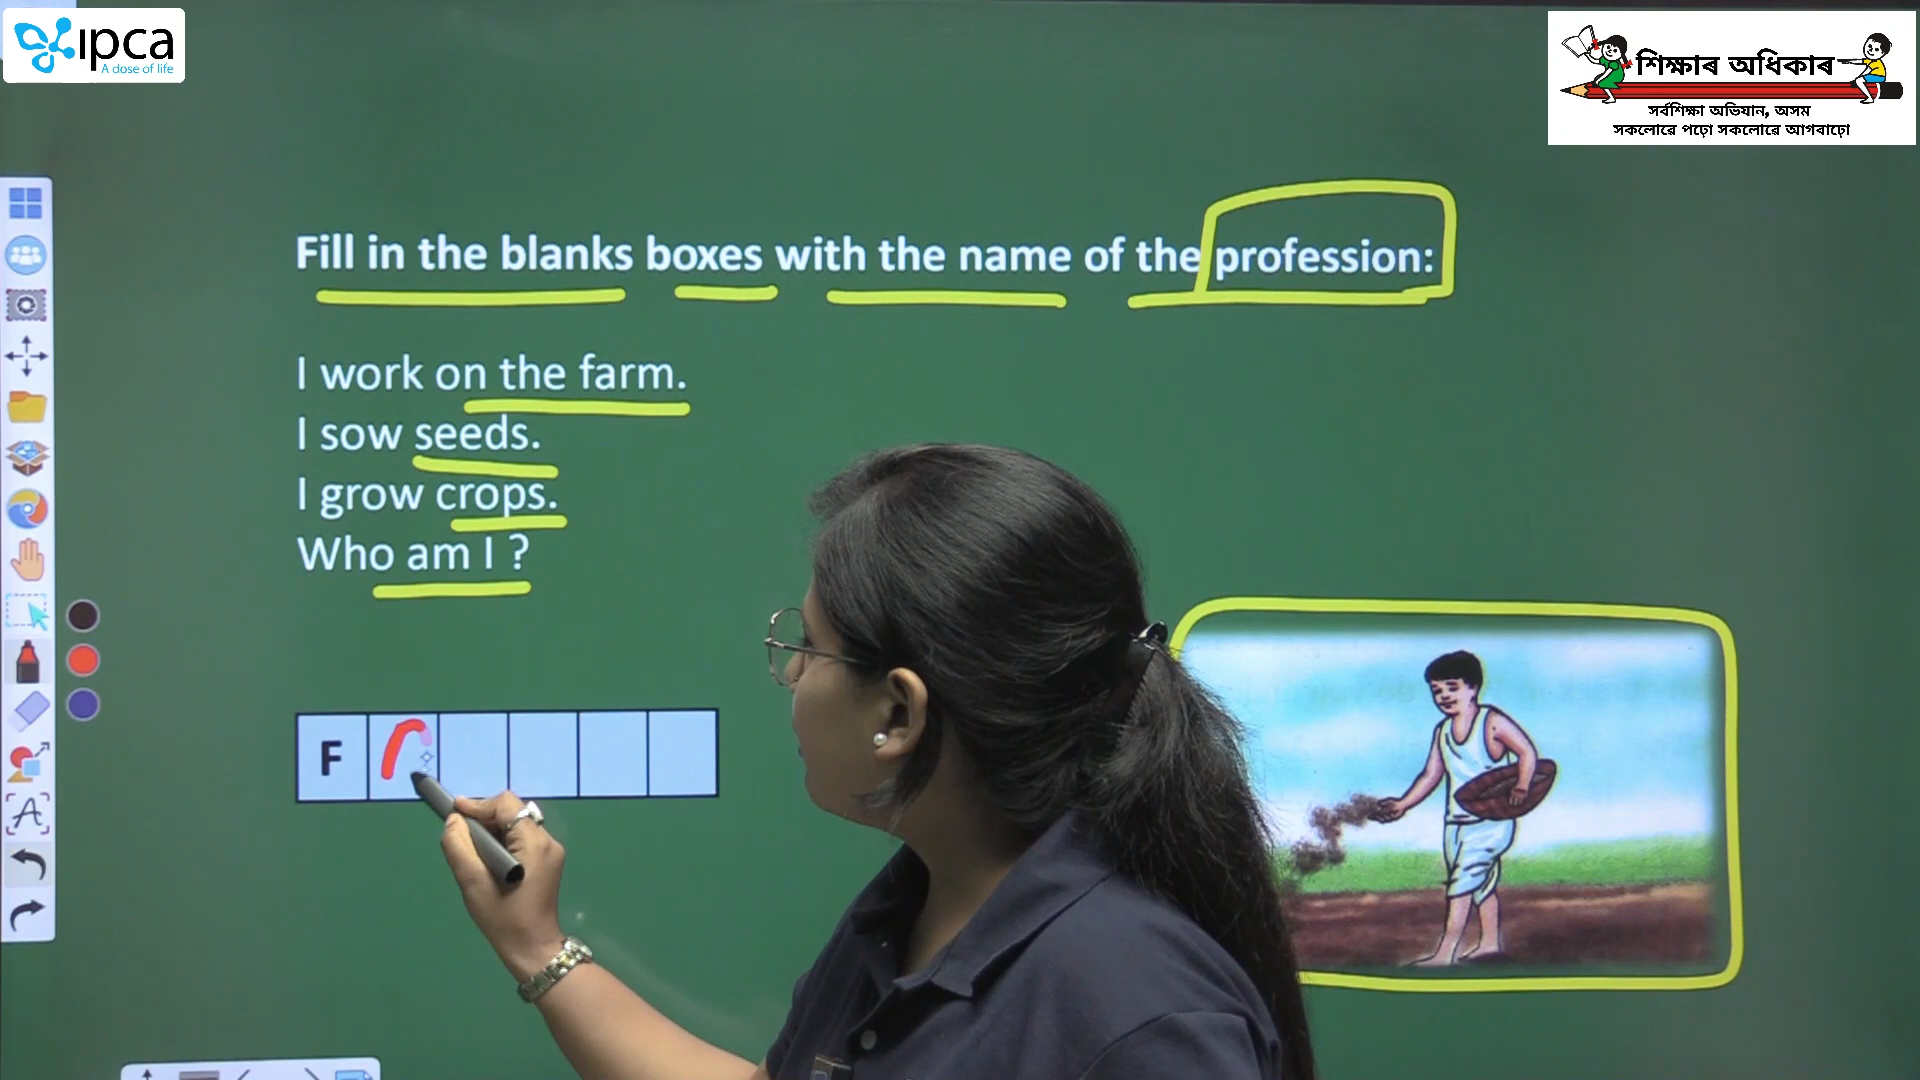 ipca
A dose of life
শিক্ষাৰ অধিকাৰ
সৰ্বশিক্ষা অভিযান, অসম
সকলোৱে পঢ়ো সকলোৱে আগবাঢ়ো
Fill in the blanks boxes with the name of the profession:
I work on the farm.
I sow seeds.
I grow crops.
Who am I ?
F